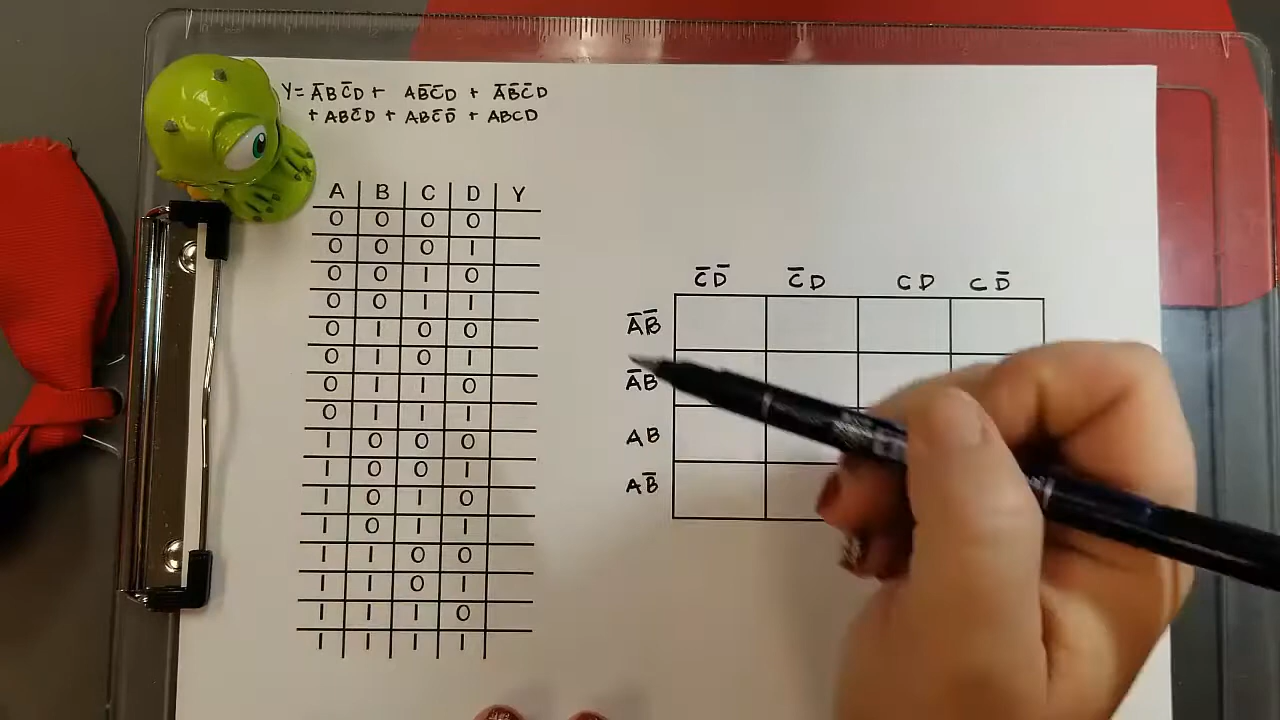 Y= A̅BC̅D + AB̅C̅D + A̅B̅C̅D
+ ABC̅D + ABC̅D̅ + ABCD
A B C D Y
0 0 0 0
0 0 0 1
0 0 1 0
0 0 1 1
0 1 0 0
0 1 0 1
0 1 1 0
0 1 1 1
1 0 0 0
1 0 0 1
1 0 1 0
1 0 1 1
1 1 0 0
1 1 0 1
1 1 1 0
1 1 1 1
C̅D̅ C̅D CD CD̅
A̅B̅
A̅B
AB
AB̅